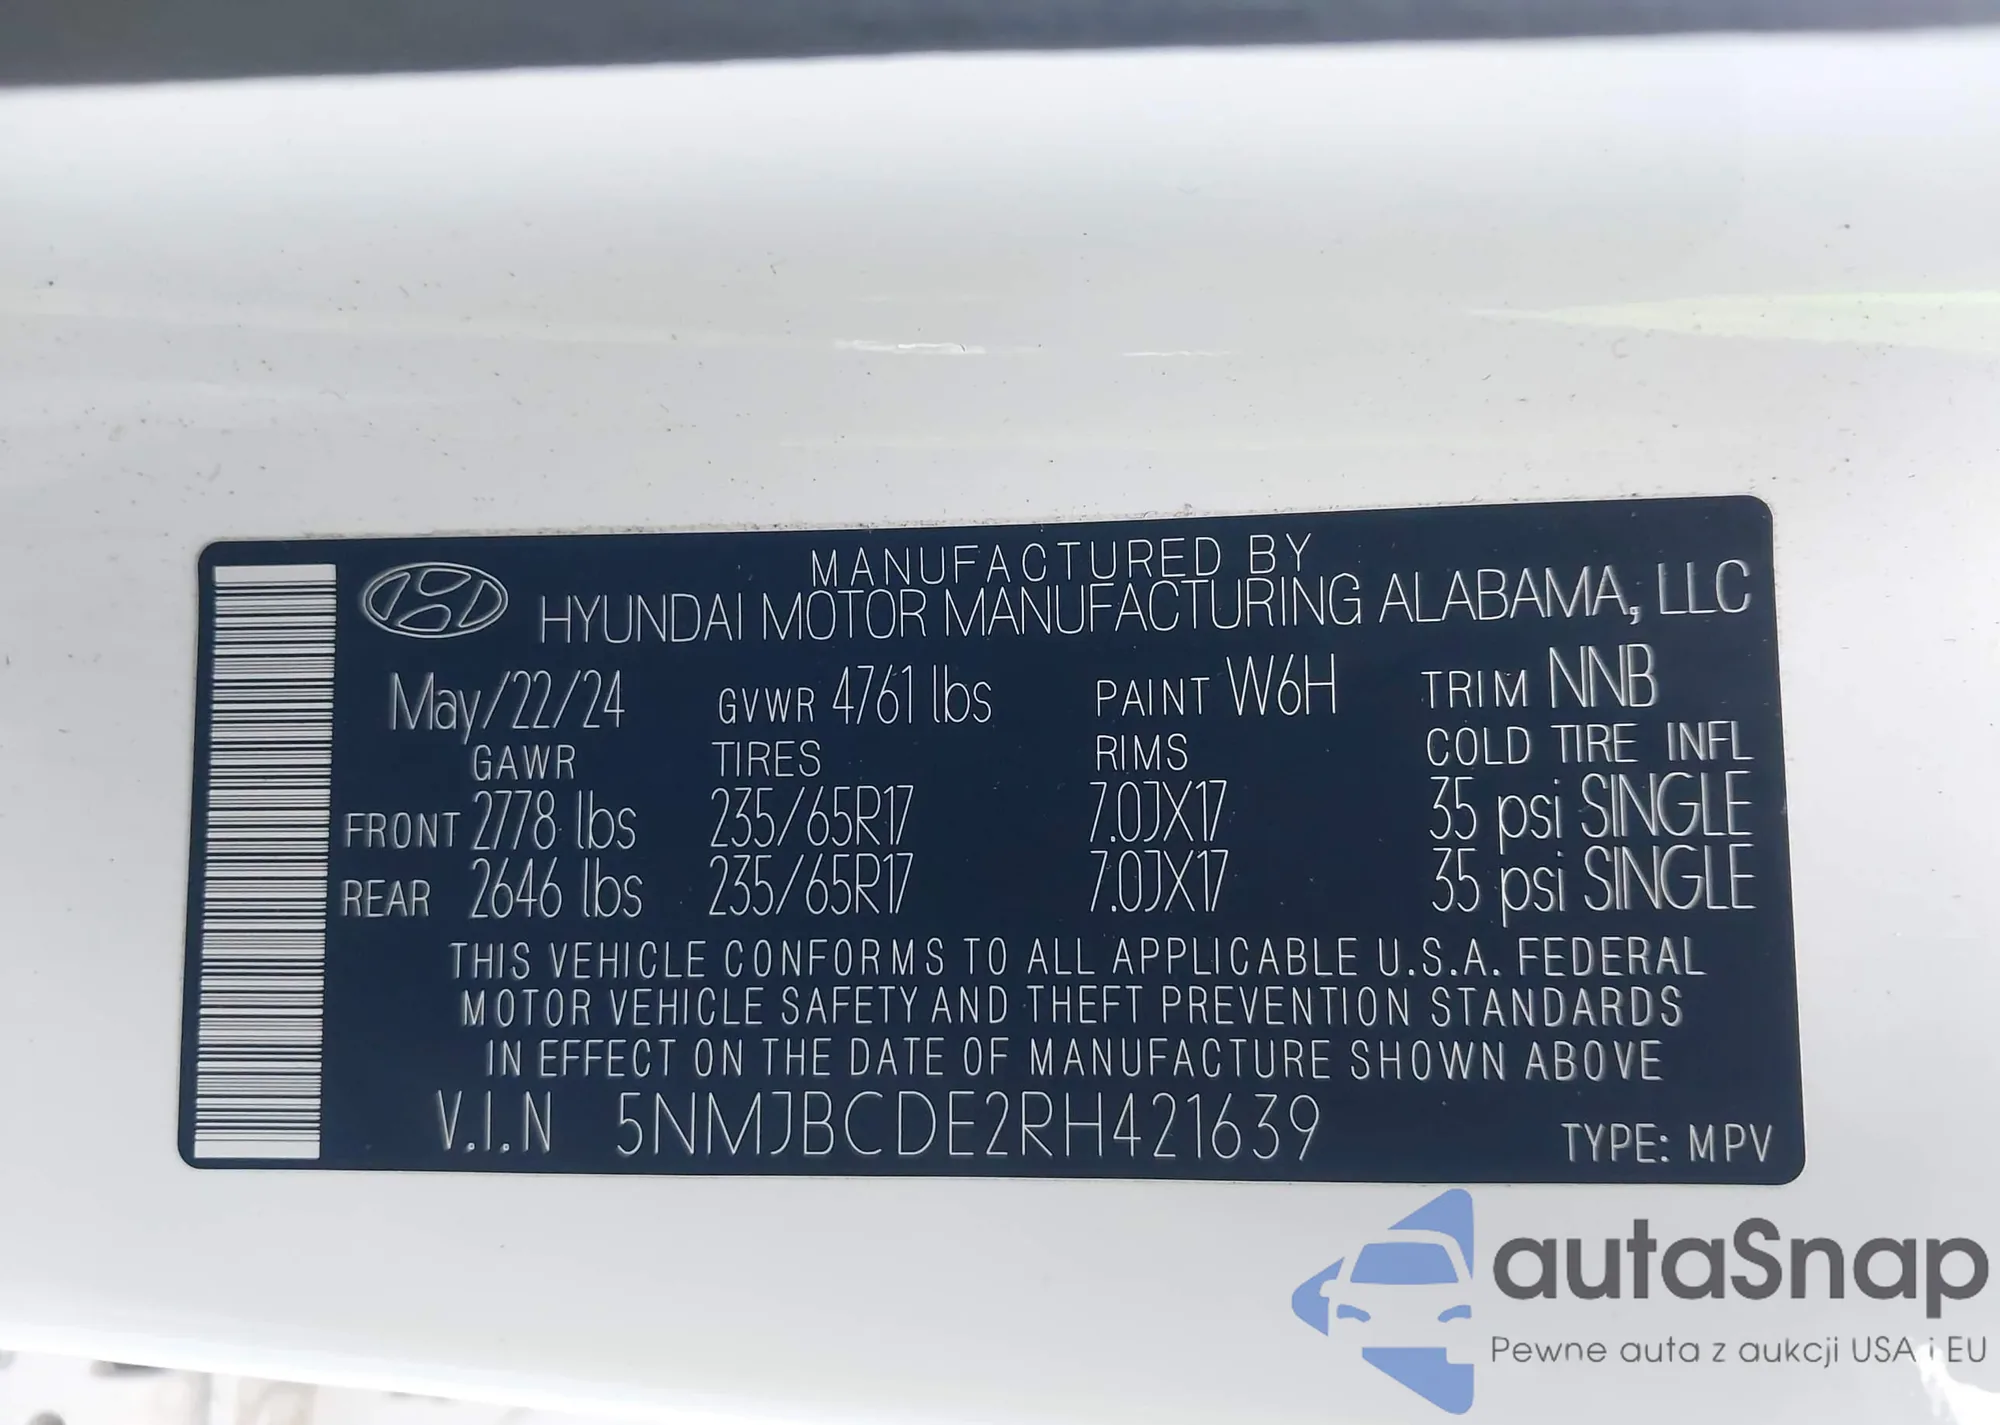 MANUFACTURED BY
HYUNDAI MOTOR MANUFACTURING ALABAMA, LLC
May/22/24 GVWR 4761 lbs PAINT W6H TRIM NNB
GAWR TIRES RIMS COLD TIRE INFL
FRONT 2778 lbs 235/65R17 7.0JX17 35 psi SINGLE
REAR 2646 lbs 235/65R17 7.0JX17 35 psi SINGLE
THIS VEHICLE CONFORMS TO ALL APPLICABLE U.S.A. FEDERAL
MOTOR VEHICLE SAFETY AND THEFT PREVENTION STANDARDS
IN EFFECT ON THE DATE OF MANUFACTURE SHOWN ABOVE
V.I.N 5NMJBCDE2RH421639 TYPE: MPV
autaSnap
Pewne auta z aukcji USA i EU